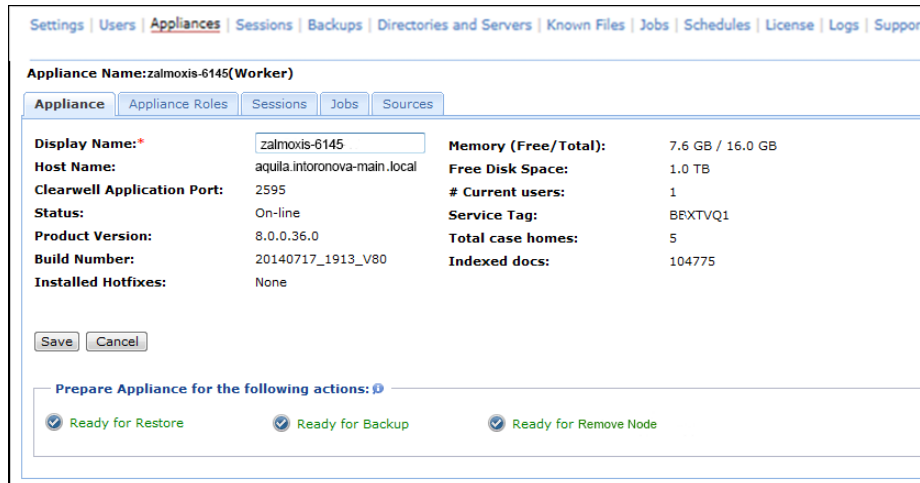 Settings | Users | Appliances | Sessions | Backups | Directories and Servers | Known Files | Jobs | Schedules | License | Logs | Suppor
Appliance Name:zalmoxis-6145(Worker)
Appliance Appliance Roles Sessions Jobs Sources
Display Name:* zalmoxis-6145 Memory (Free/Total): 7.6 GB / 16.0 GB
Host Name: aquila.intoronova-main.local Free Disk Space: 1.0 TB
Clearwell Application Port: 2595 # Current users: 1
Status: On-line Service Tag: BBXTVQ1
Product Version: 8.0.0.36.0 Total case homes: 5
Build Number: 20140717_1913_V80 Indexed docs: 104775
Installed Hotfixes: None
Save Cancel
Prepare Appliance for the following actions:
Ready for Restore Ready for Backup Ready for Remove Node